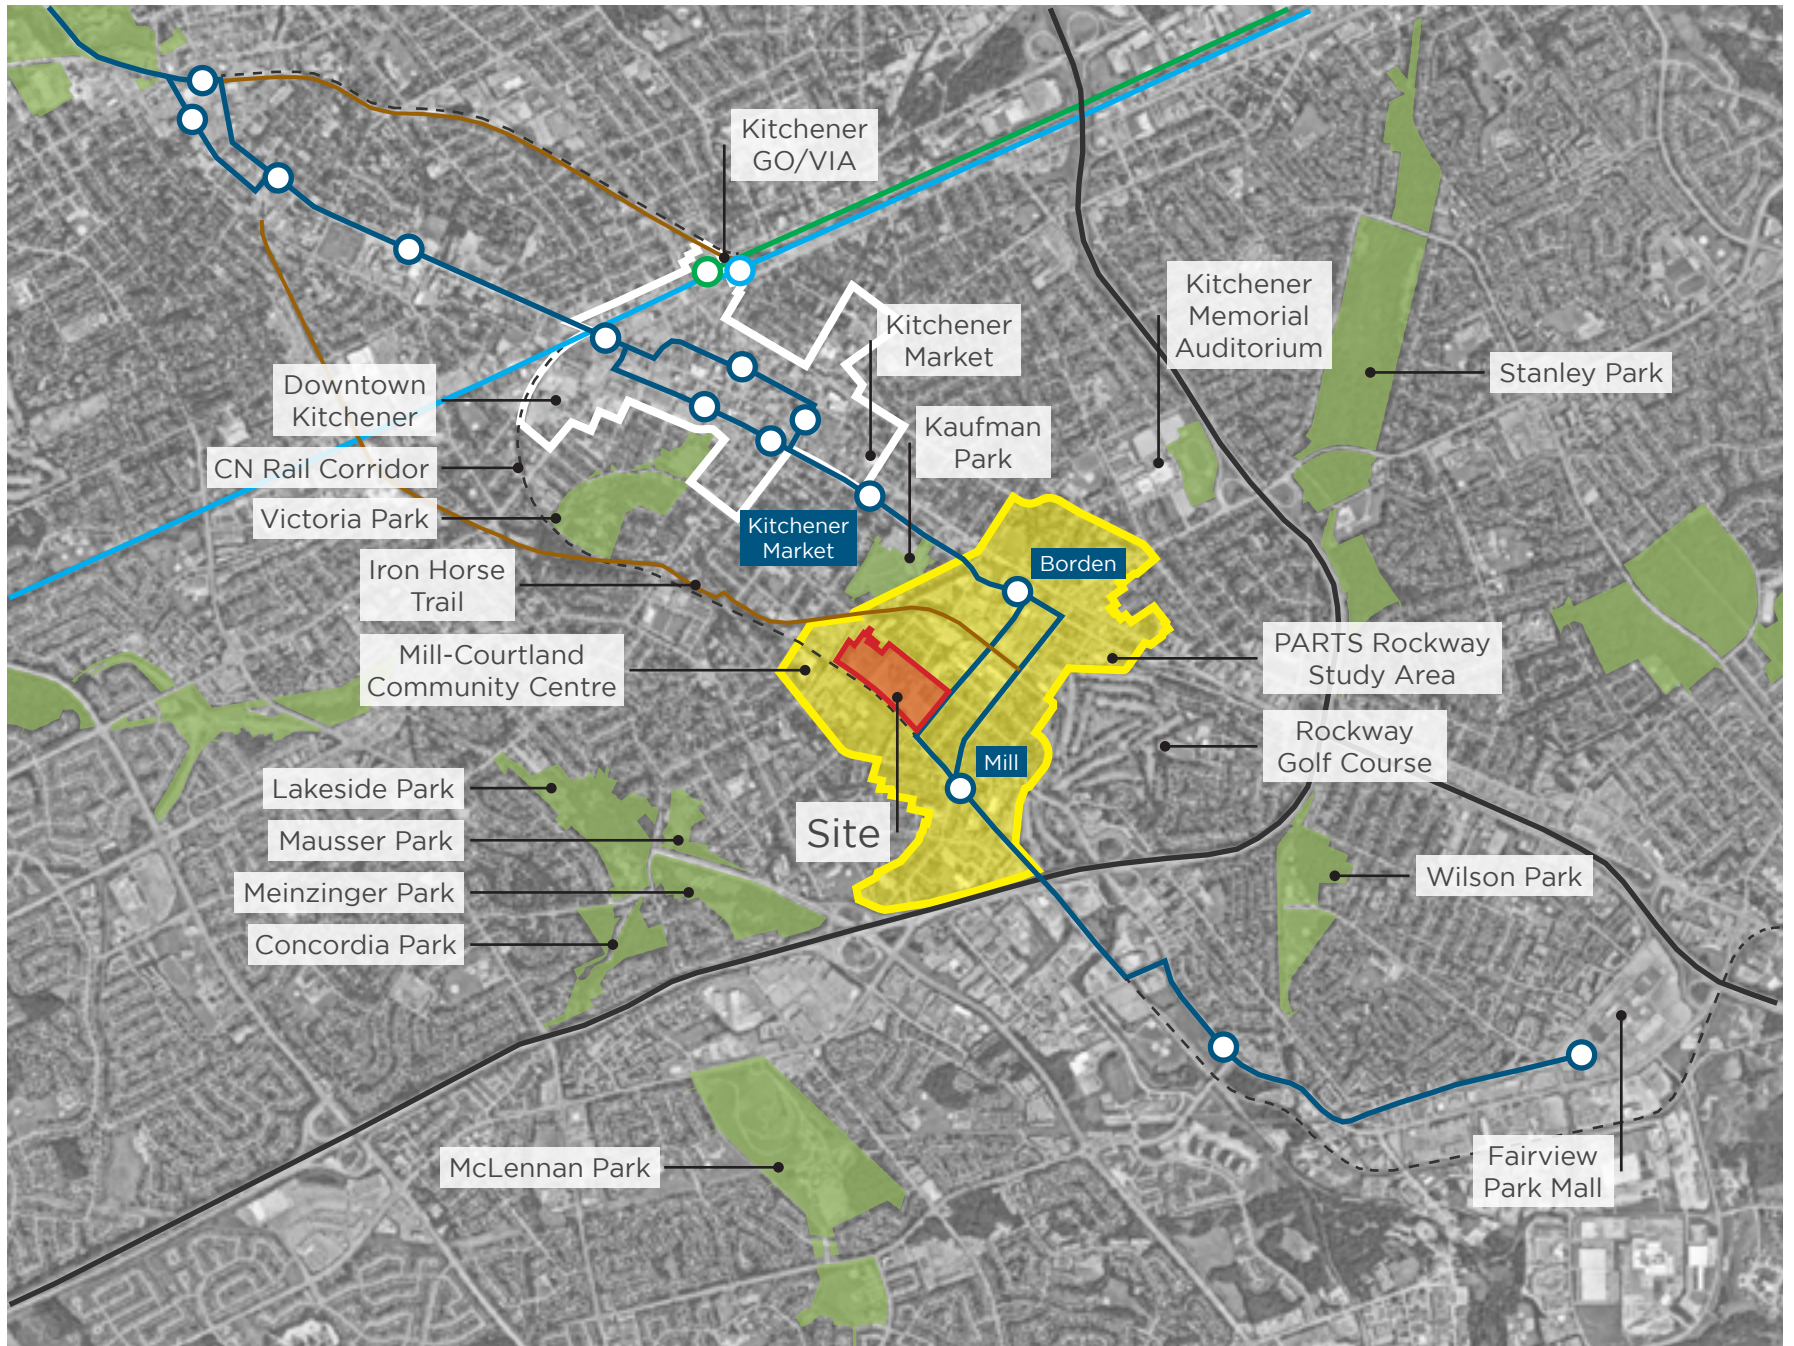 Kitchener
GO/VIA
Kitchener
Memorial
Auditorium
Kitchener
Market
Stanley Park
Downtown
Kitchener
Kaufman
Park
CN Rail Corridor
Victoria Park
Kitchener
Market
Borden
Iron Horse
Trail
PARTS Rockway
Study Area
Mill-Courtland
Community Centre
Rockway
Golf Course
Mill
Lakeside Park
Site
Mausser Park
Wilson Park
Meinzinger Park
Concordia Park
McLennan Park
Fairview
Park Mall